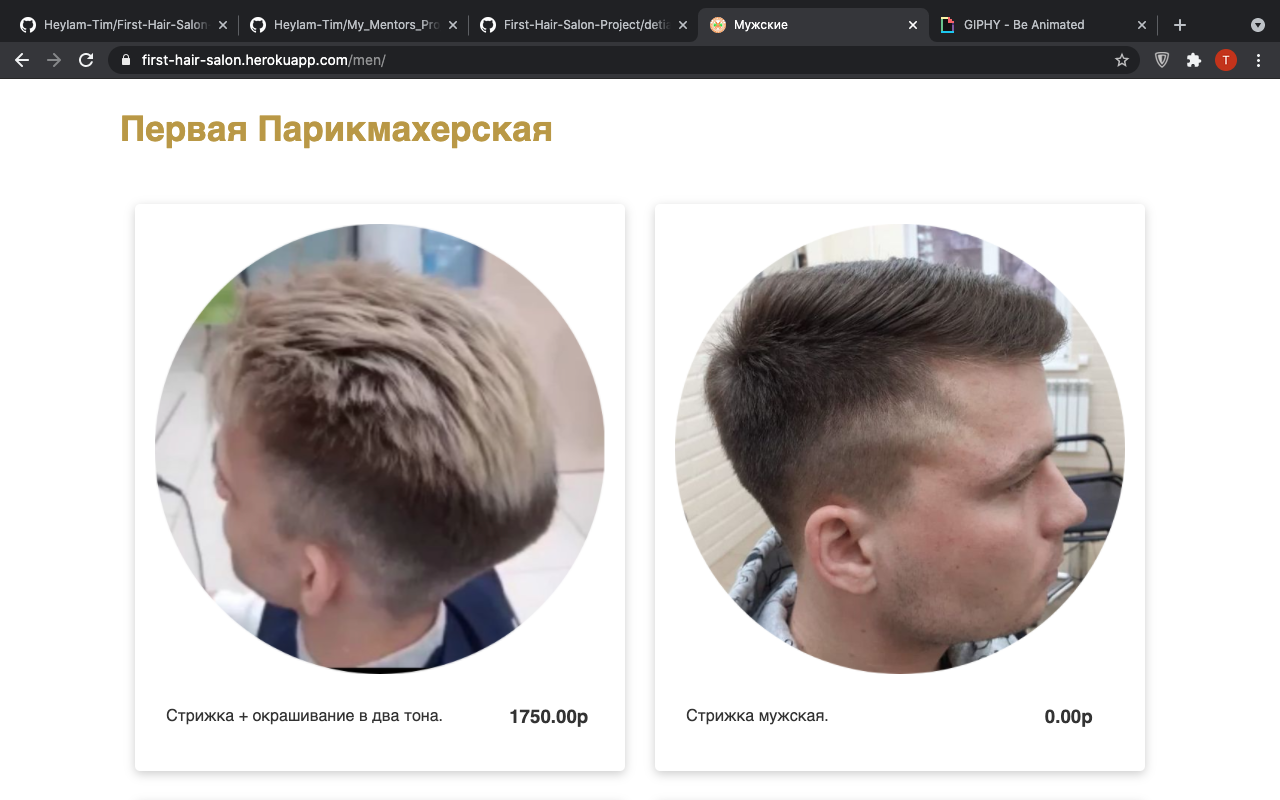 Heylam-Tim/First-Hair-Salon
Heylam-Tim/My_Mentors_Pro
First-Hair-Salon-Project/detia
Мужские
GIPHY - Be Animated
first-hair-salon.herokuapp.com/men/
T
Первая Парикмахерская
Стрижка + окрашивание в два тона. 1750.00р
Стрижка мужская. 0.00р